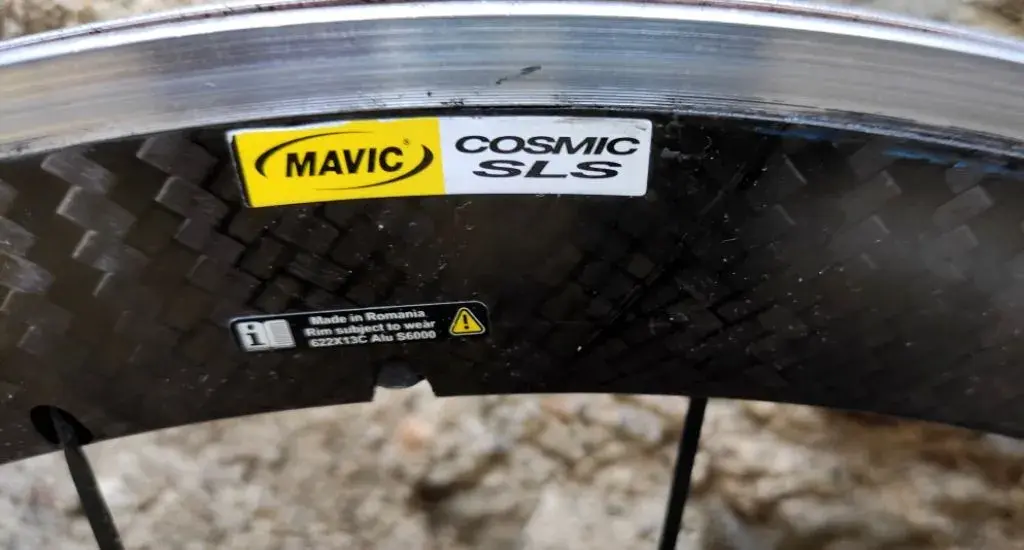 MAVIC®
COSMIC
SLS
Made in Romania
Rim subject to wear
622X13C Alu S6000